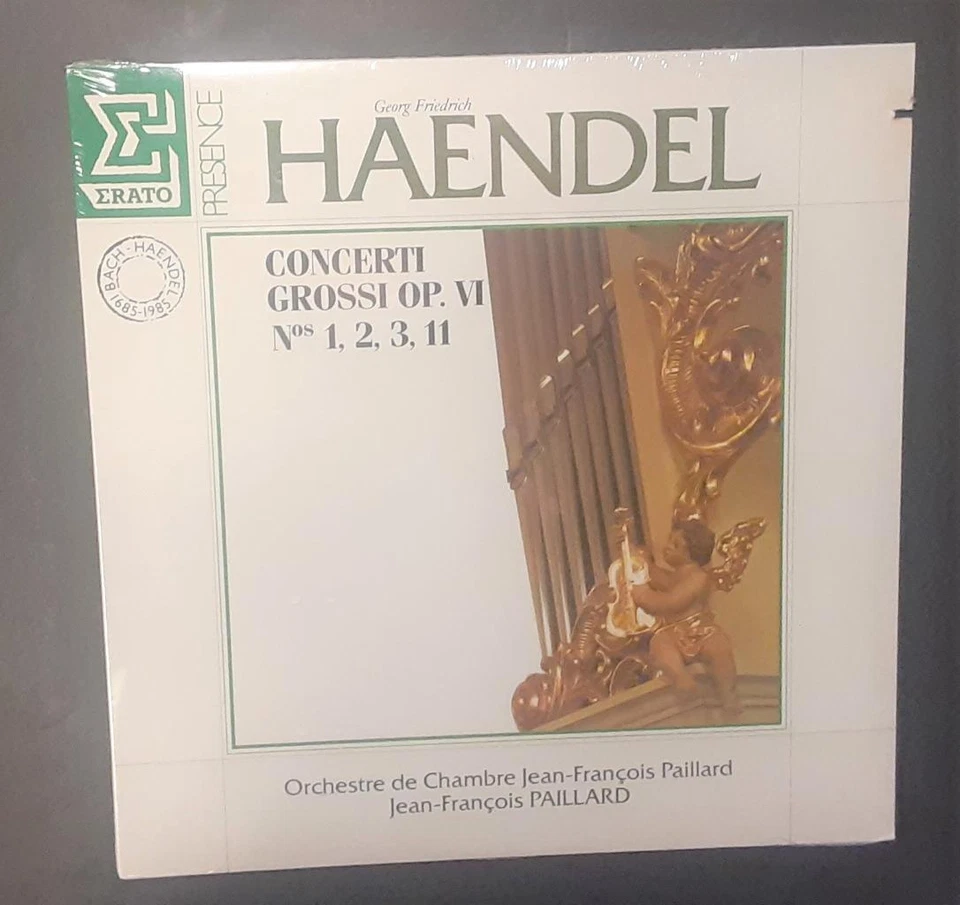 ΣRATO
PRESENCE
Georg Friedrich
HAENDEL
BACH - HAENDEL
1685-1985
CONCERTI
GROSSI OP. VI
Nos 1, 2, 3, 11
Orchestre de Chambre Jean-François Paillard
Jean-François PAILLARD